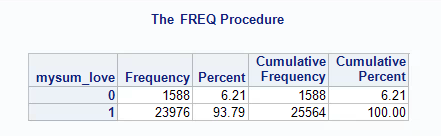 The FREQ Procedure
Cumulative Cumulative
mysum_love Frequency Percent Frequency Percent
0 1588 6.21 1588 6.21
1 23976 93.79 25564 100.00